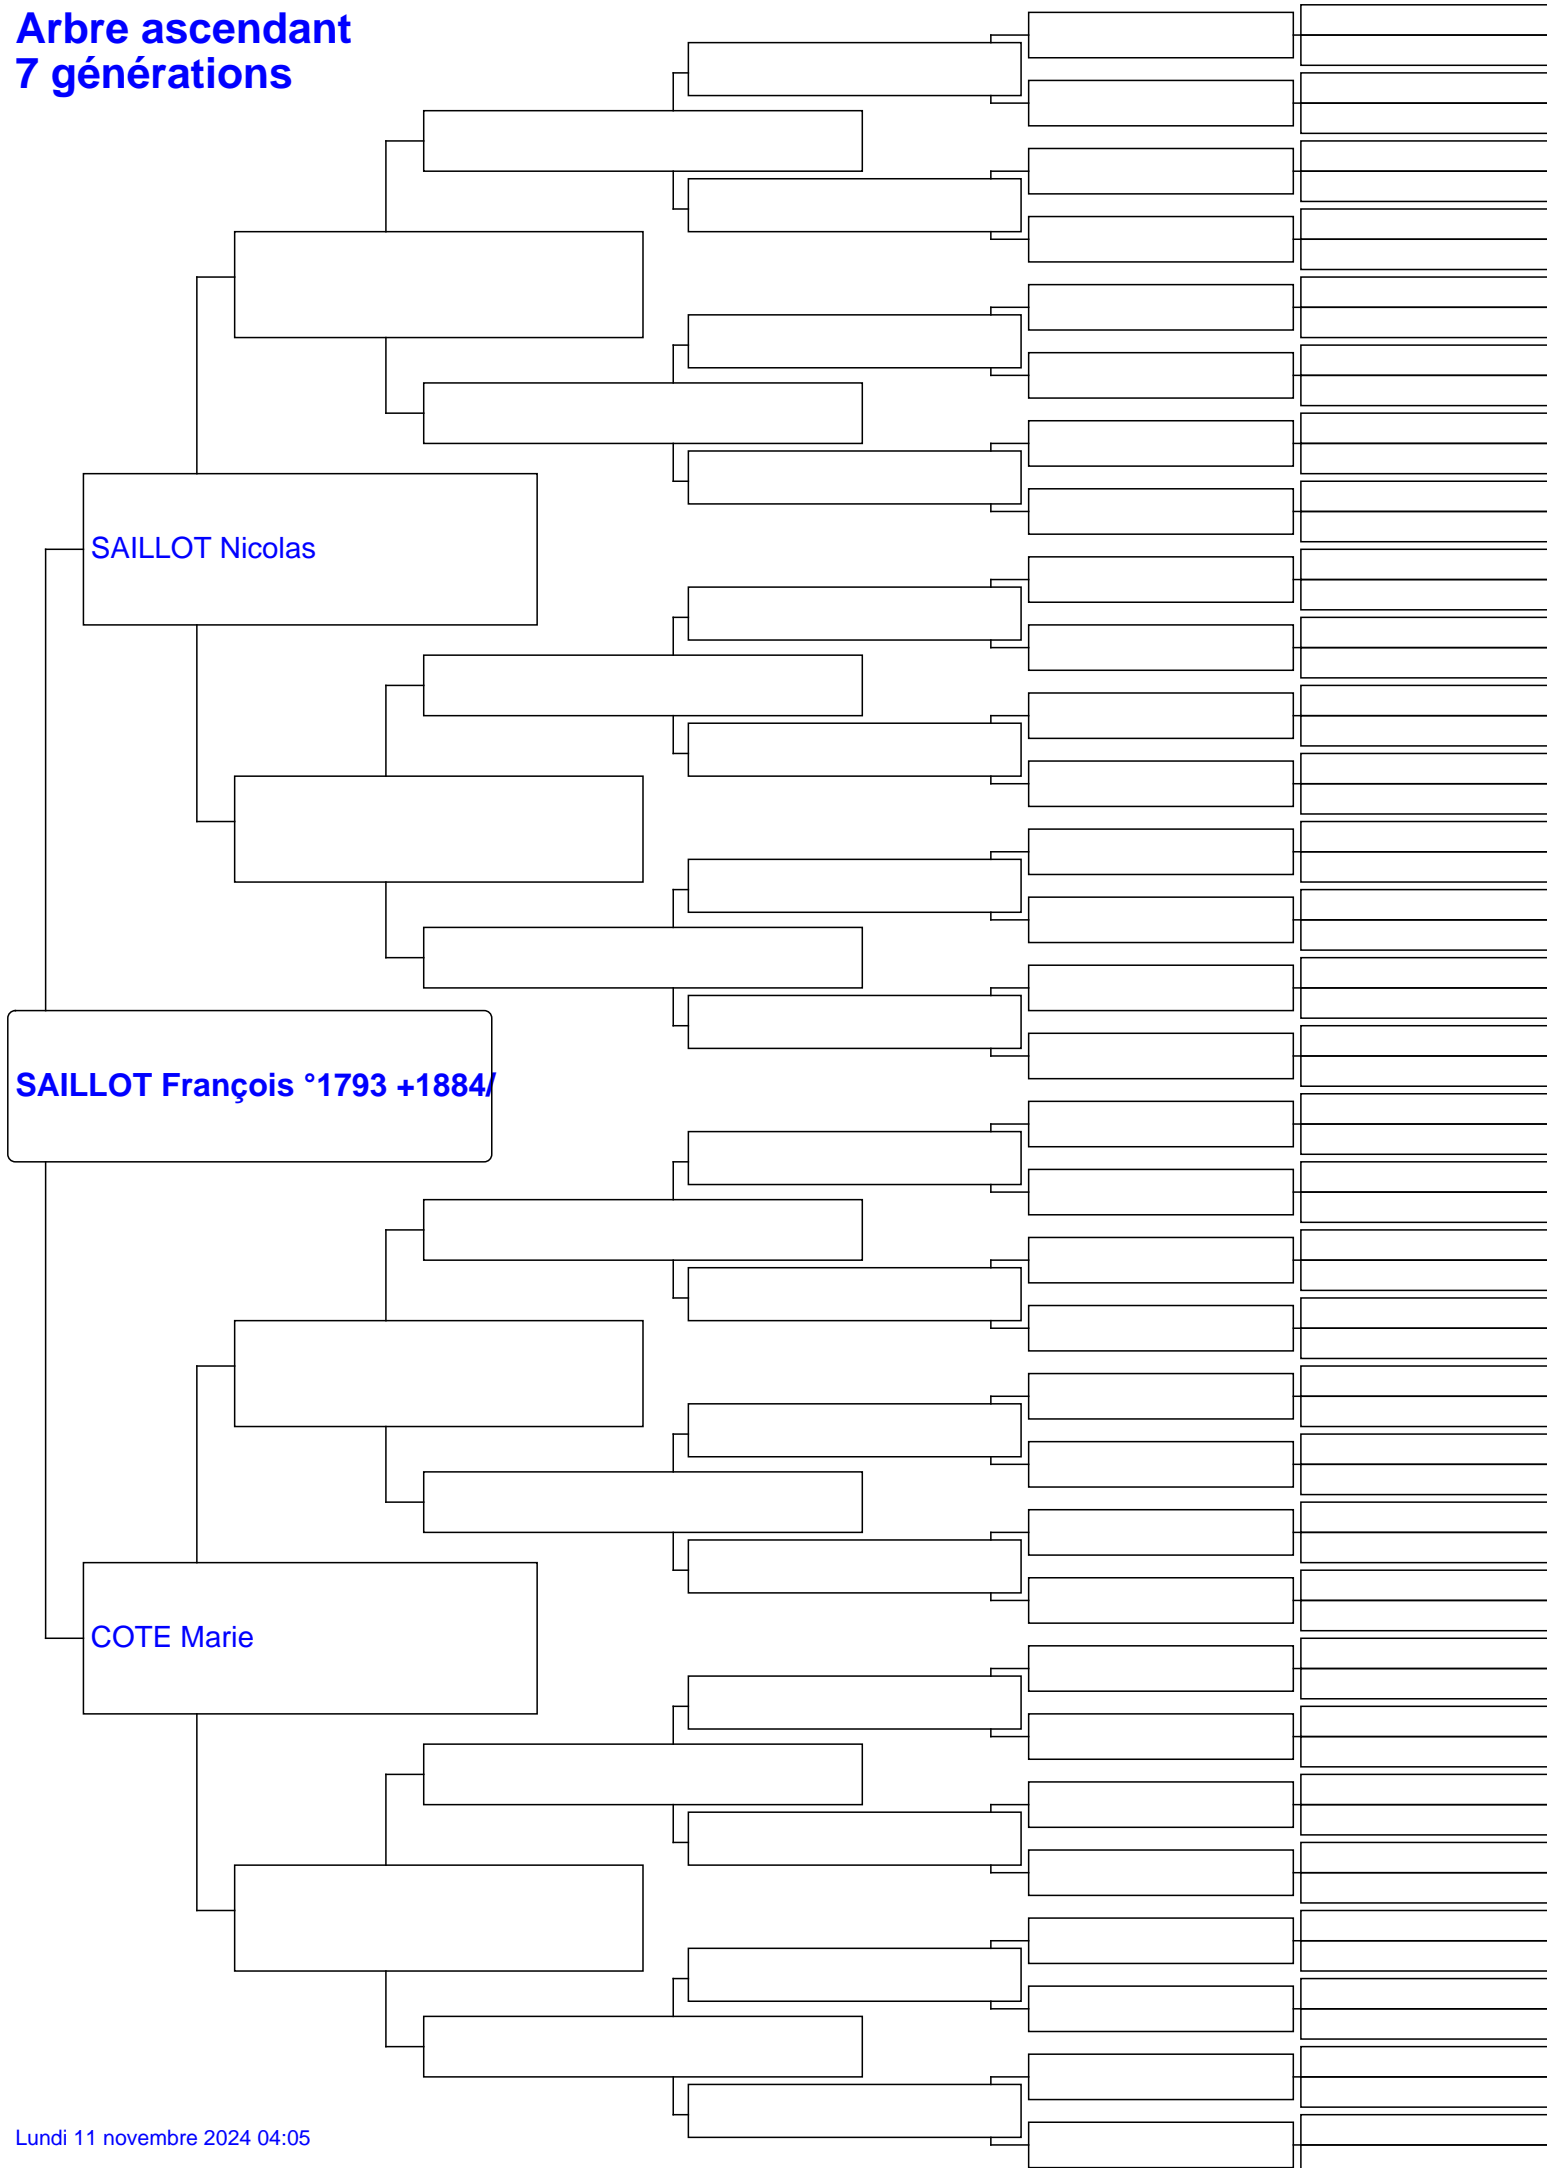 Arbre ascendant
7 générations
SAILLOT Nicolas
SAILLOT François °1793 +1884/
COTE Marie
Lundi 11 novembre 2024 04:05